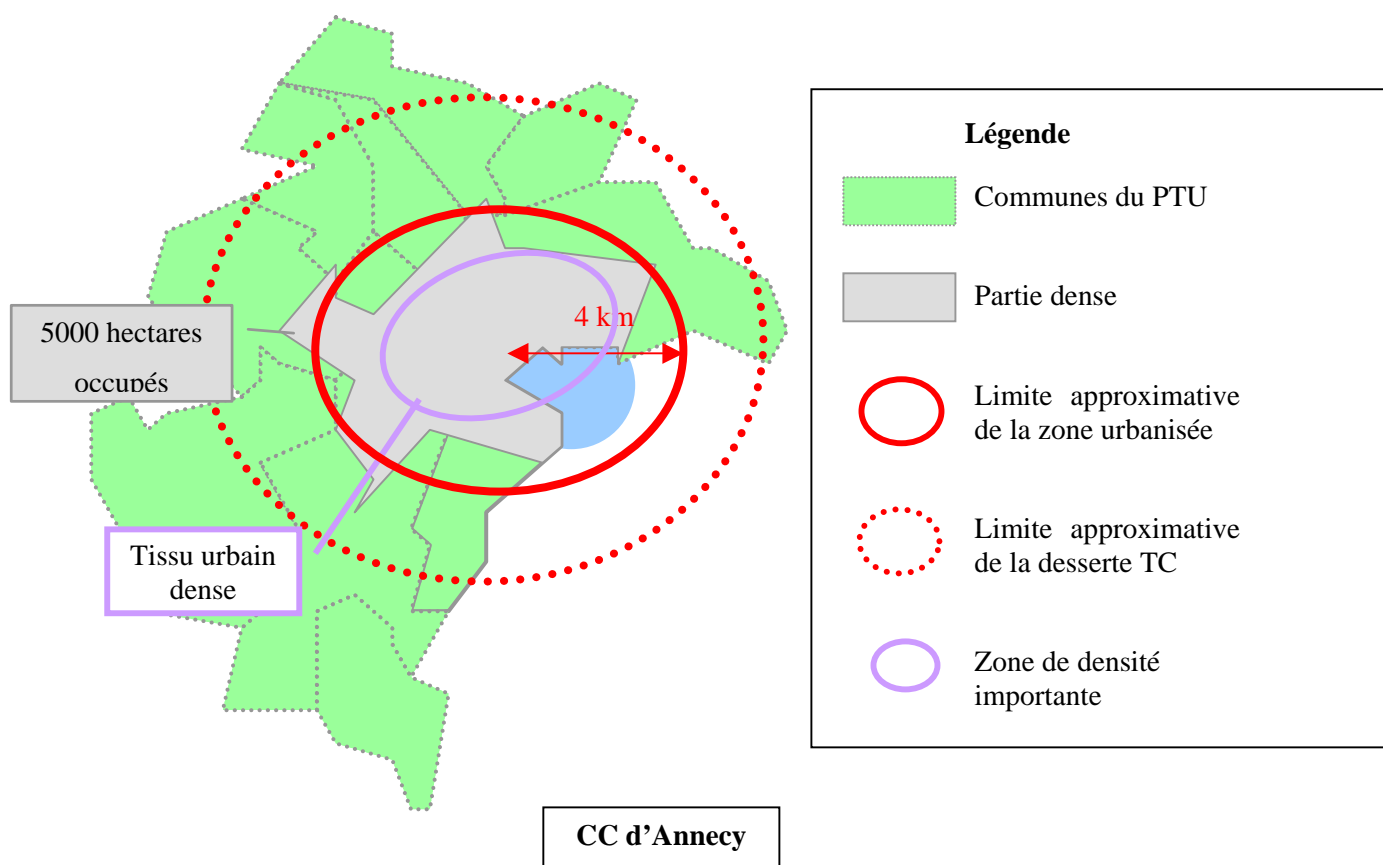 Légende
Communes du PTU
Partie dense
Limite approximative
de la zone urbanisée
Limite approximative
de la desserte TC
Zone de densité
importante
4 km
5000 hectares
occupés
Tissu urbain
dense
CC d'Annecy